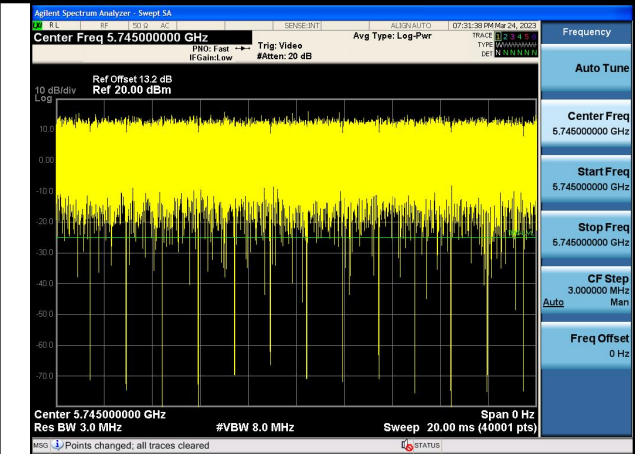 Agilent Spectrum Analyzer - Swept SA
RL RF 50 Ω AC SENSE:INT ALIGN AUTO 07:31:38 PM Mar 24, 2023
Center Freq 5.745000000 GHz
PNO: Fast
IFGain:Low
Trig: Video
#Atten: 20 dB
Avg Type: Log-Pwr
TRACE 1 2 3 4 5 6
TYPE
DET N N N N N N
Ref Offset 13.2 dB
10 dB/div Ref 20.00 dBm
Log
10.0
0.00
-10.0
-20.0
-30.0
-40.0
-50.0
-60.0
-70.0
Center 5.745000000 GHz Span 0 Hz
Res BW 3.0 MHz #VBW 8.0 MHz Sweep 20.00 ms (40001 pts)
MSG Points changed; all traces cleared STATUS
Frequency
Auto Tune
Center Freq
5.745000000 GHz
Start Freq
5.745000000 GHz
Stop Freq
5.745000000 GHz
CF Step
3.000000 MHz
Auto Man
Freq Offset
0 Hz